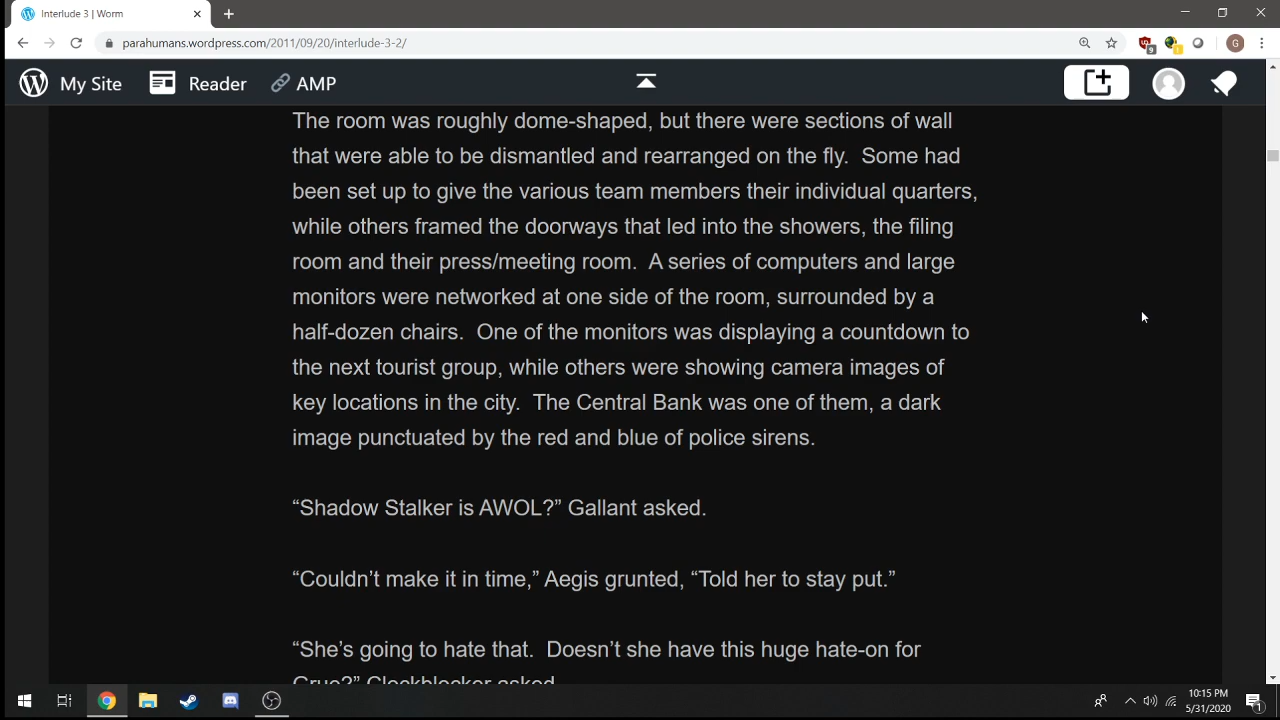 Interlude 3 | Worm
parahumans.wordpress.com/2011/09/20/interlude-3-2/
9
1
G
My Site
Reader
AMP
The room was roughly dome-shaped, but there were sections of wall
that were able to be dismantled and rearranged on the fly.  Some had
been set up to give the various team members their individual quarters,
while others framed the doorways that led into the showers, the filing
room and their press/meeting room.  A series of computers and large
monitors were networked at one side of the room, surrounded by a
half-dozen chairs.  One of the monitors was displaying a countdown to
the next tourist group, while others were showing camera images of
key locations in the city.  The Central Bank was one of them, a dark
image punctuated by the red and blue of police sirens.
“Shadow Stalker is AWOL?” Gallant asked.
“Couldn’t make it in time,” Aegis grunted, “Told her to stay put.”
“She’s going to hate that.  Doesn’t she have this huge hate-on for
Grue?” Clockblocker asked.
10:15 PM
5/31/2020
1